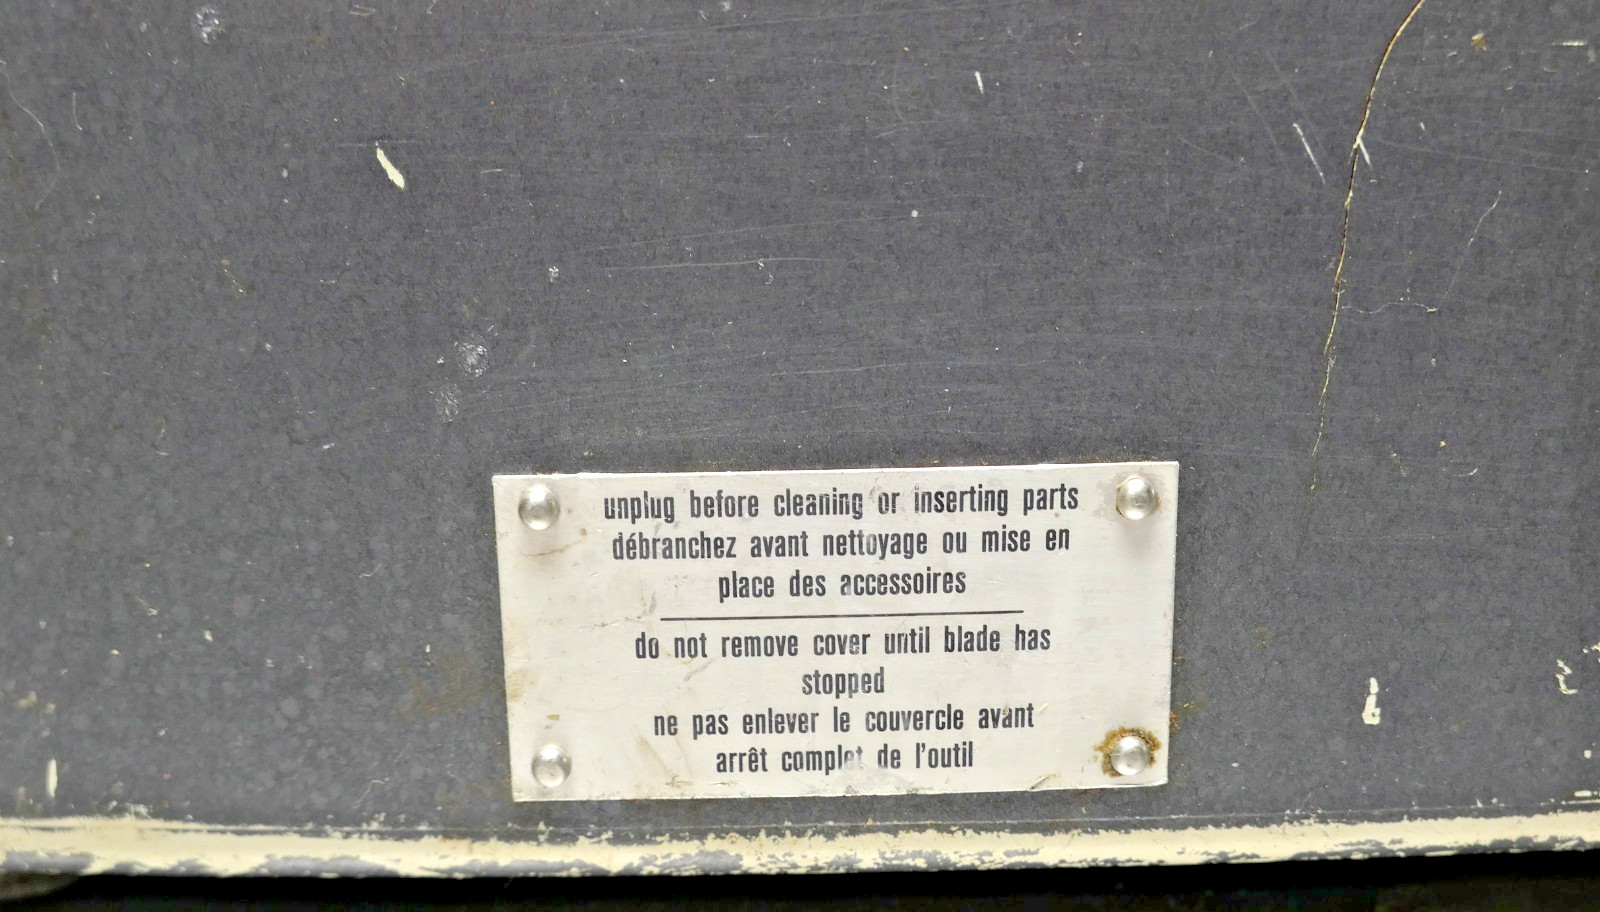 unplug before cleaning or inserting parts
débranchez avant nettoyage ou mise en
place des accessoires
do not remove cover until blade has
stopped
ne pas enlever le couvercle avant
arrêt complet de l'outil